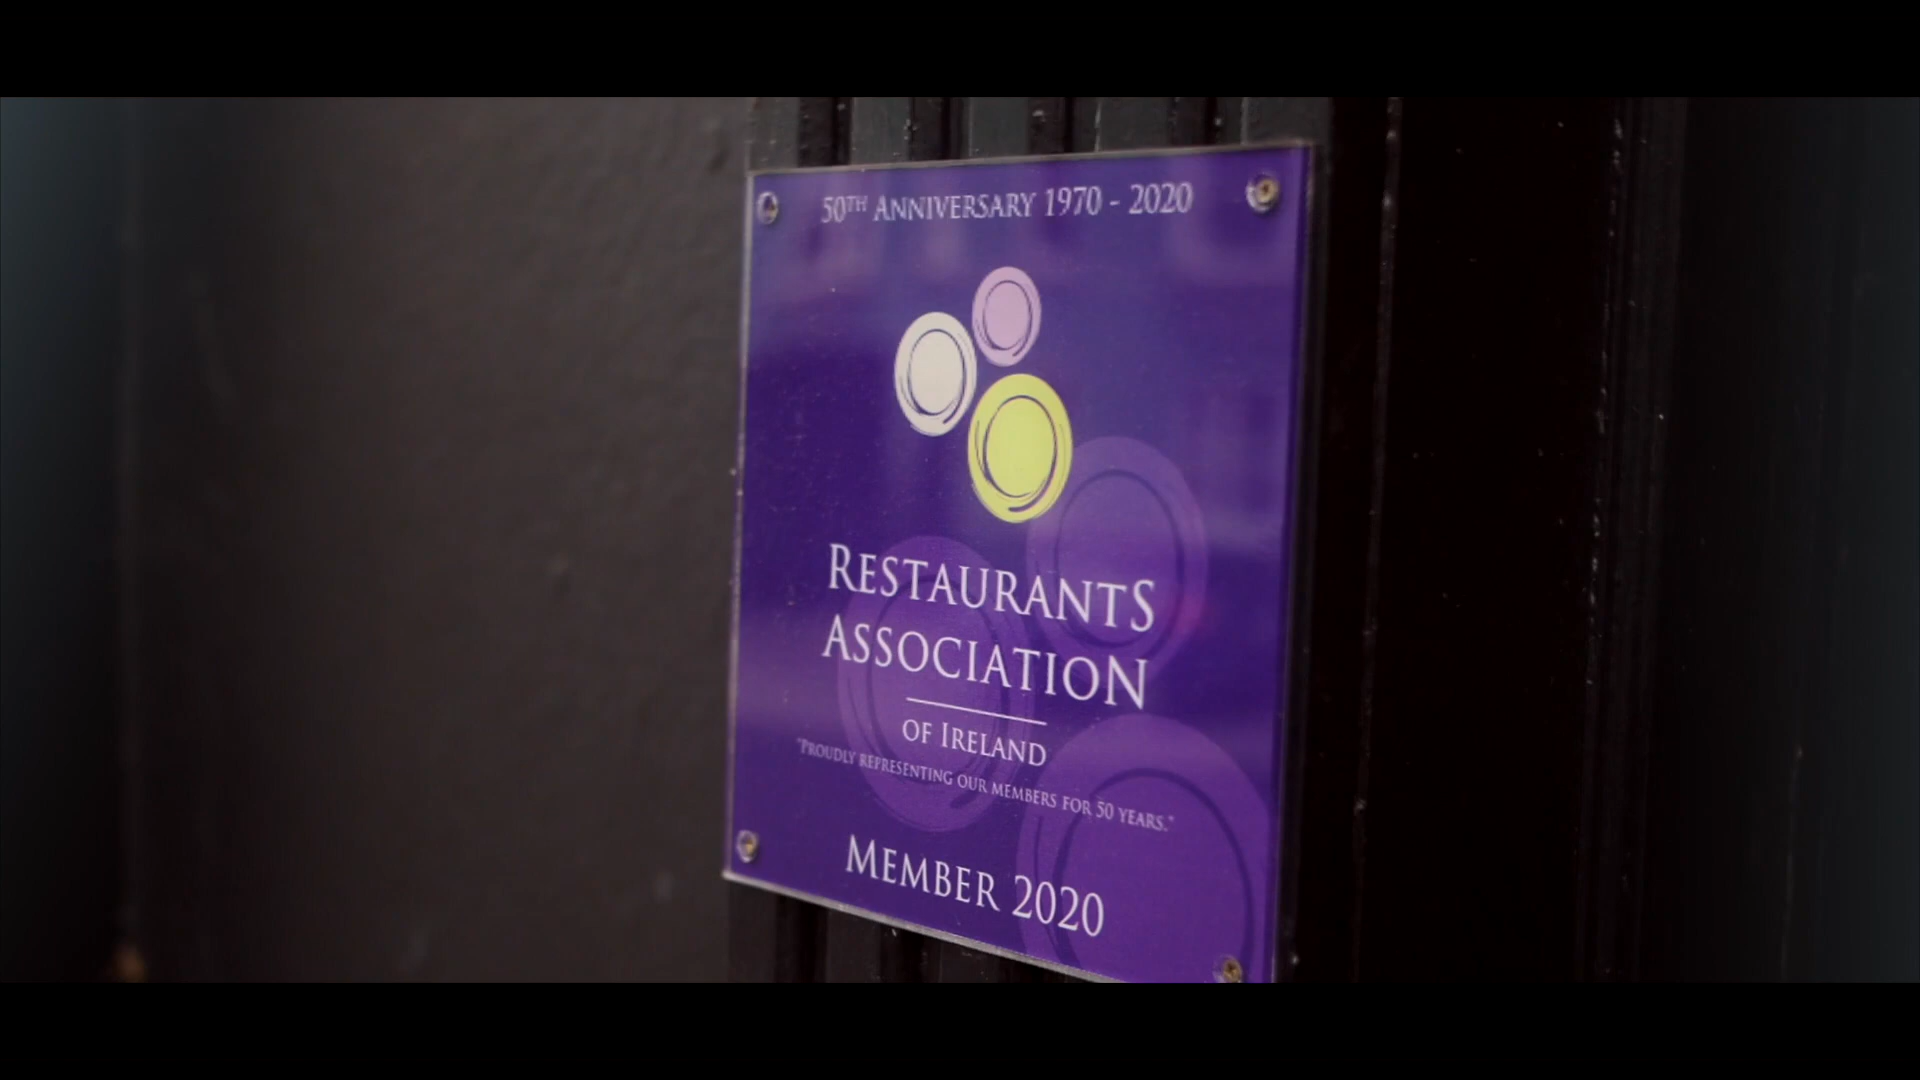 50TH ANNIVERSARY 1970 - 2020
RESTAURANTS
ASSOCIATION
OF IRELAND
"PROUDLY REPRESENTING OUR MEMBERS FOR 50 YEARS."
MEMBER 2020